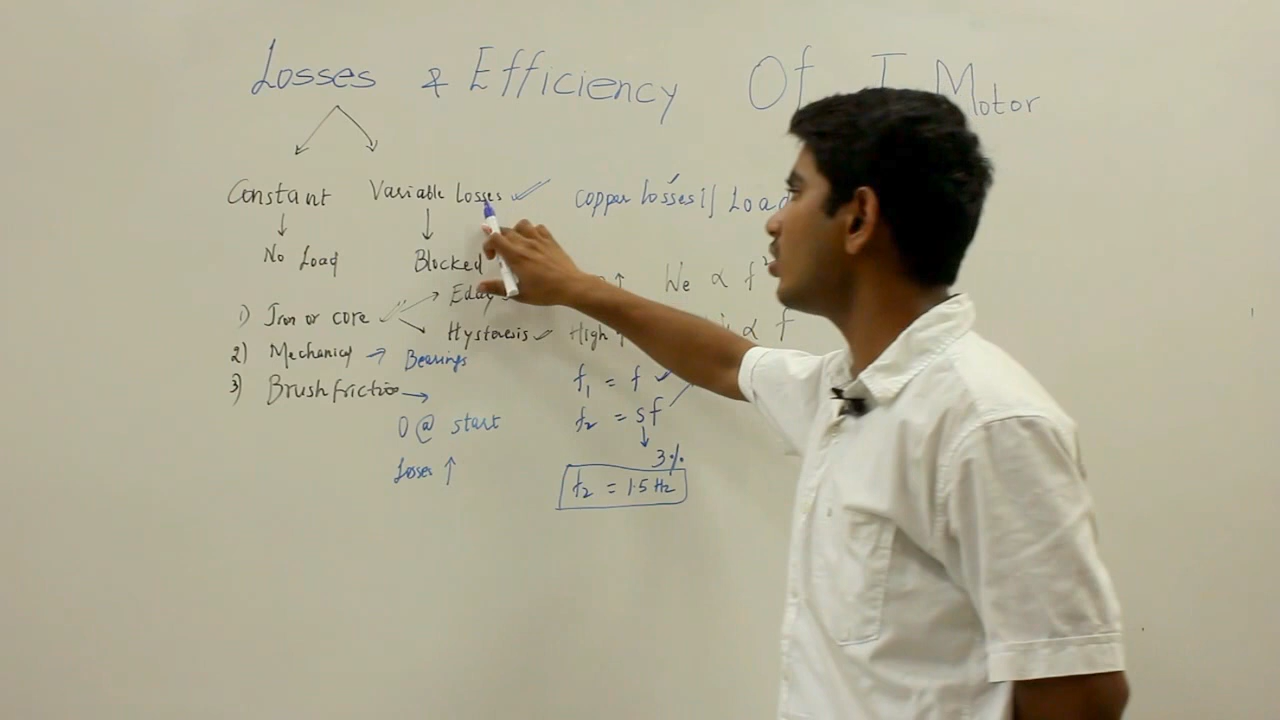 Losses & Efficiency Of I Motor
Constant Variable Losses ✓ Copper losses Load
No Load Blocked
We ∝ f²
1) Iron or core ✓ Eddy
Hysteresis ✓ High ∝ f
2) Mechanical → Bearings
3) Brush friction →
f₁ = f ✓
0 @ start
f₂ = sf
3%
Losses ↑
f₂ = 1.5 Hz